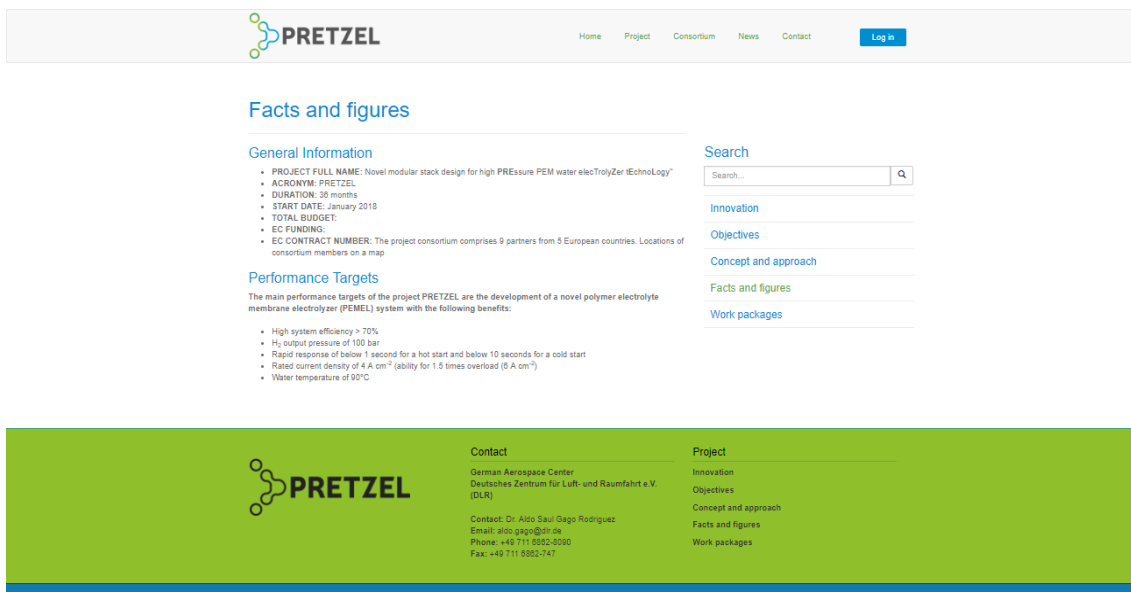 PRETZEL
Home Project Consortium News Contact Log in
Facts and figures
General Information
• PROJECT FULL NAME: Novel modular stack design for high PREssure PEM water elecTrolyZer tEchnoLogy"
• ACRONYM: PRETZEL
• DURATION: 36 months
• START DATE: January 2018
• TOTAL BUDGET:
• EC FUNDING:
• EC CONTRACT NUMBER: The project consortium comprises 9 partners from 5 European countries. Locations of
consortium members on a map
Performance Targets
The main performance targets of the project PRETZEL are the development of a novel polymer electrolyte
membrane electrolyzer (PEMEL) system with the following benefits:
• High system efficiency > 70%
• H₂ output pressure of 100 bar
• Rapid response of below 1 second for a hot start and below 10 seconds for a cold start
• Rated current density of 4 A cm⁻² (ability for 1.5 times overload (6 A cm⁻²)
• Water temperature of 90°C
Search
Search...
Innovation
Objectives
Concept and approach
Facts and figures
Work packages
PRETZEL
Contact
German Aerospace Center
Deutsches Zentrum für Luft- und Raumfahrt e.V.
(DLR)
Contact: Dr. Aldo Saul Gago Rodriguez
Email: aldo.gago@dlr.de
Phone: +49 711 6862-8090
Fax: +49 711 6862-747
Project
Innovation
Objectives
Concept and approach
Facts and figures
Work packages